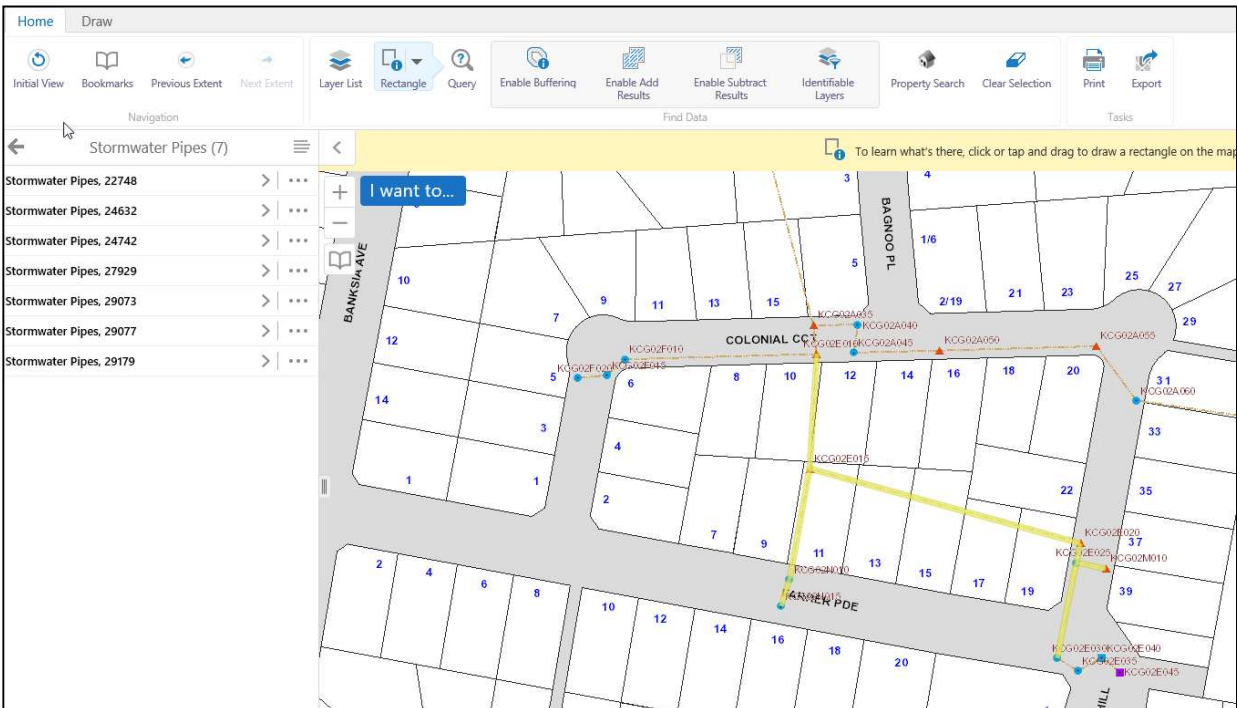 Home Draw
Initial View Bookmarks Previous Extent Next Extent Layer List Rectangle Query Enable Buffering Enable Add Results Enable Subtract Results Identifiable Layers Property Search Clear Selection Print Export
Navigation Find Data Tasks
Stormwater Pipes (7)
To learn what's there, click or tap and drag to draw a rectangle on the map
Stormwater Pipes, 22748
Stormwater Pipes, 24632
Stormwater Pipes, 24742
Stormwater Pipes, 27929
Stormwater Pipes, 29073
Stormwater Pipes, 29077
Stormwater Pipes, 29179
I want to...
3 4
BAGNOO PL
1/6
BANKSIA AVE
10 5 25 27
9 11 13 15 2/19 21 23
7 29
KCG02A035
KCG02A040
12 COLONIAL CCT
KCG02E010 KCG02A045 KCG02A050 KCG02A055
KCG02F010
KCG02F020 KCG02F015
5 6 8 10 12 14 16 18 20 31
KCG02A060
14 3 33
4
KCG02E015
1 1 2 22 35
7 9 11 13 15 17 19
KCG02E020
37
KCG02E025 KCG02M010
39
2 4 6 8 10 12 14 16 18 20
KCG02N010
PDE
KCG02E030 KCG02E040
KCG02E035
KCG02E045
HILL